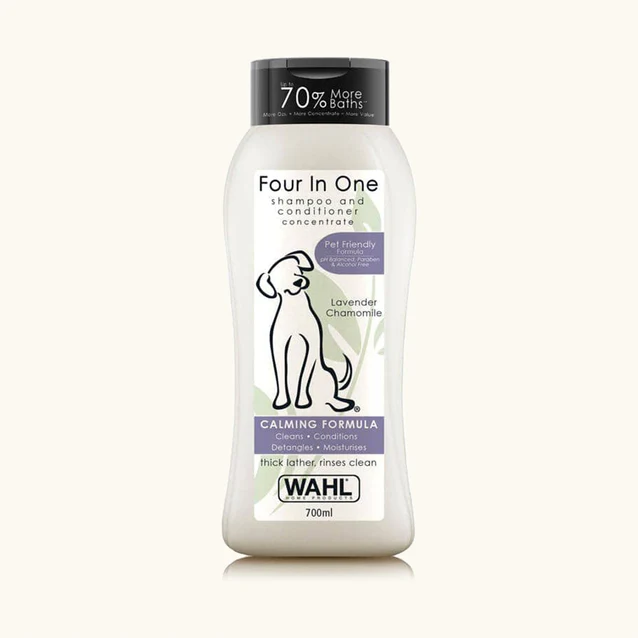 Up to
70% More
Baths™
More Oz. • More Concentrate • More Value
Four In One
shampoo and
conditioner
concentrate
Pet Friendly
Formula
pH Balanced, Paraben
& Alcohol Free
Lavender
Chamomile
®
CALMING FORMULA
Cleans • Conditions
Detangles • Moisturises
thick lather, rinses clean
WAHL®
HOME PRODUCTS
700ml